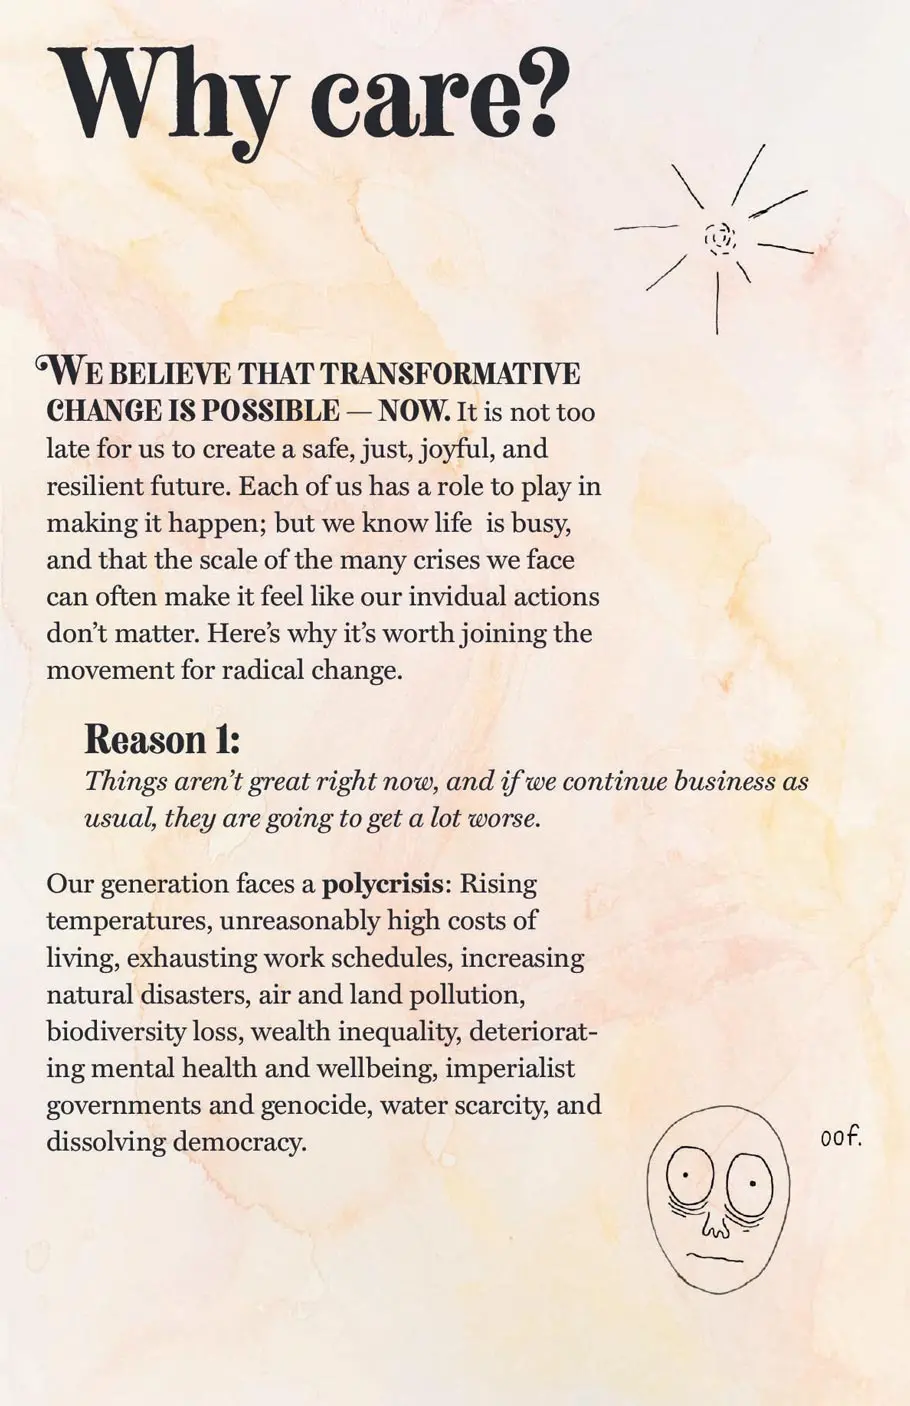 Why care?
WE BELIEVE THAT TRANSFORMATIVE
CHANGE IS POSSIBLE — NOW. It is not too
late for us to create a safe, just, joyful, and
resilient future. Each of us has a role to play in
making it happen; but we know life  is busy,
and that the scale of the many crises we face
can often make it feel like our invidual actions
don’t matter. Here’s why it’s worth joining the
movement for radical change.
Reason 1:
Things aren’t great right now, and if we continue business as
usual, they are going to get a lot worse.
Our generation faces a polycrisis: Rising
temperatures, unreasonably high costs of
living, exhausting work schedules, increasing
natural disasters, air and land pollution,
biodiversity loss, wealth inequality, deteriorat-
ing mental health and wellbeing, imperialist
governments and genocide, water scarcity, and
dissolving democracy.
oof.